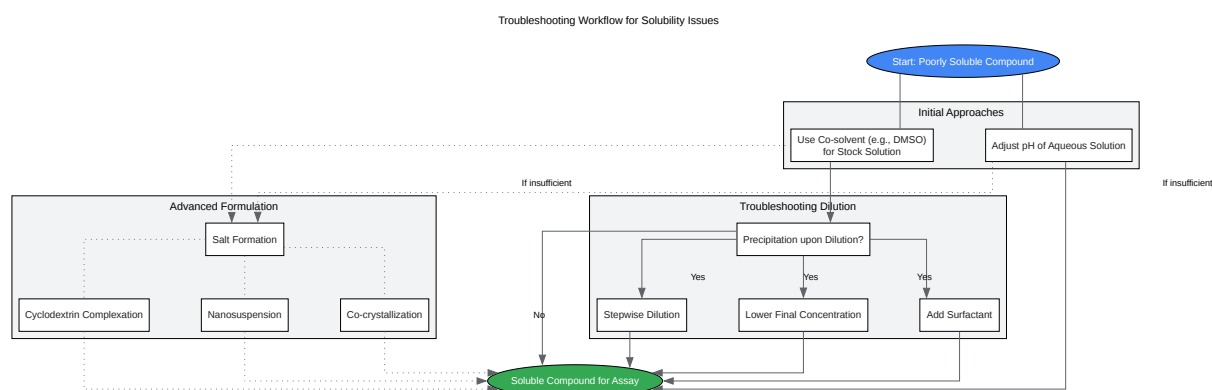 Troubleshooting Workflow for Solubility Issues
Start: Poorly Soluble Compound
Initial Approaches
Use Co-solvent (e.g., DMSO)
for Stock Solution
Adjust pH of Aqueous Solution
If insufficient
If insufficient
Advanced Formulation
Troubleshooting Dilution
Salt Formation
Precipitation upon Dilution?
Yes
Yes
Yes
Cyclodextrin Complexation
Nanosuspension
Co-crystallization
No
Stepwise Dilution
Lower Final Concentration
Add Surfactant
Soluble Compound for Assay